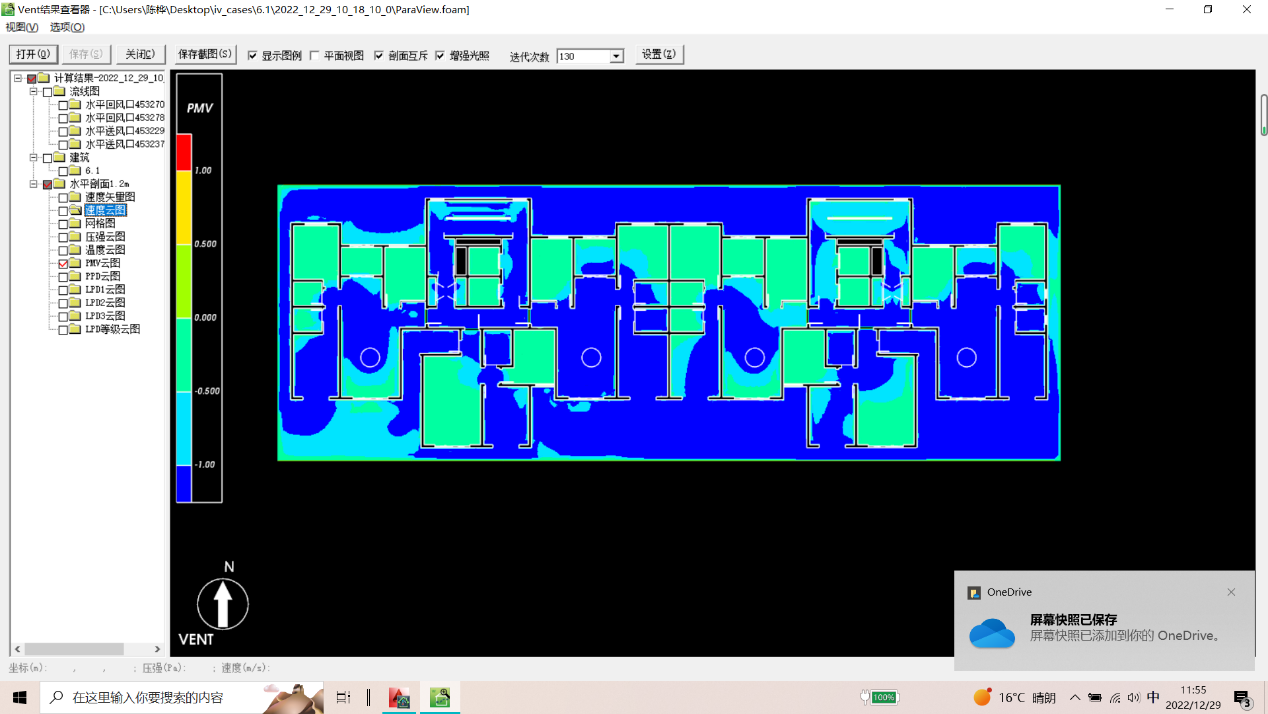 Vent结果查看器 - [C:\Users\陈桦\Desktop\iv_cases\6.1\2022_12_29_10_18_10_0\ParaView.foam]
视图(V) 选项(O)
打开(O) 保存(S) 关闭(C) 保存截图(S) 显示图例 平面视图 剖面互斥 增强光照 迭代次数 130 设置(Z)
计算结果-2022_12_29_10_
流线图
水平回风口453270
水平回风口453278
水平送风口453229
水平送风口453237
建筑
6.1
水平剖面1.2m
速度矢量图
速度云图
网格图
压强云图
温度云图
PMV云图
PPD云图
LPD1云图
LPD2云图
LPD3云图
LPD等级云图
PMV
1.00
0.500
0.000
-0.500
-1.00
N
VENT
OneDrive
屏幕快照已保存
屏幕快照已添加到你的 OneDrive。
坐标(m): , , ; 压强(Pa): ; 速度(m/s):
在这里输入你要搜索的内容
100%
16°C 晴朗
中
11:55
2022/12/29
3